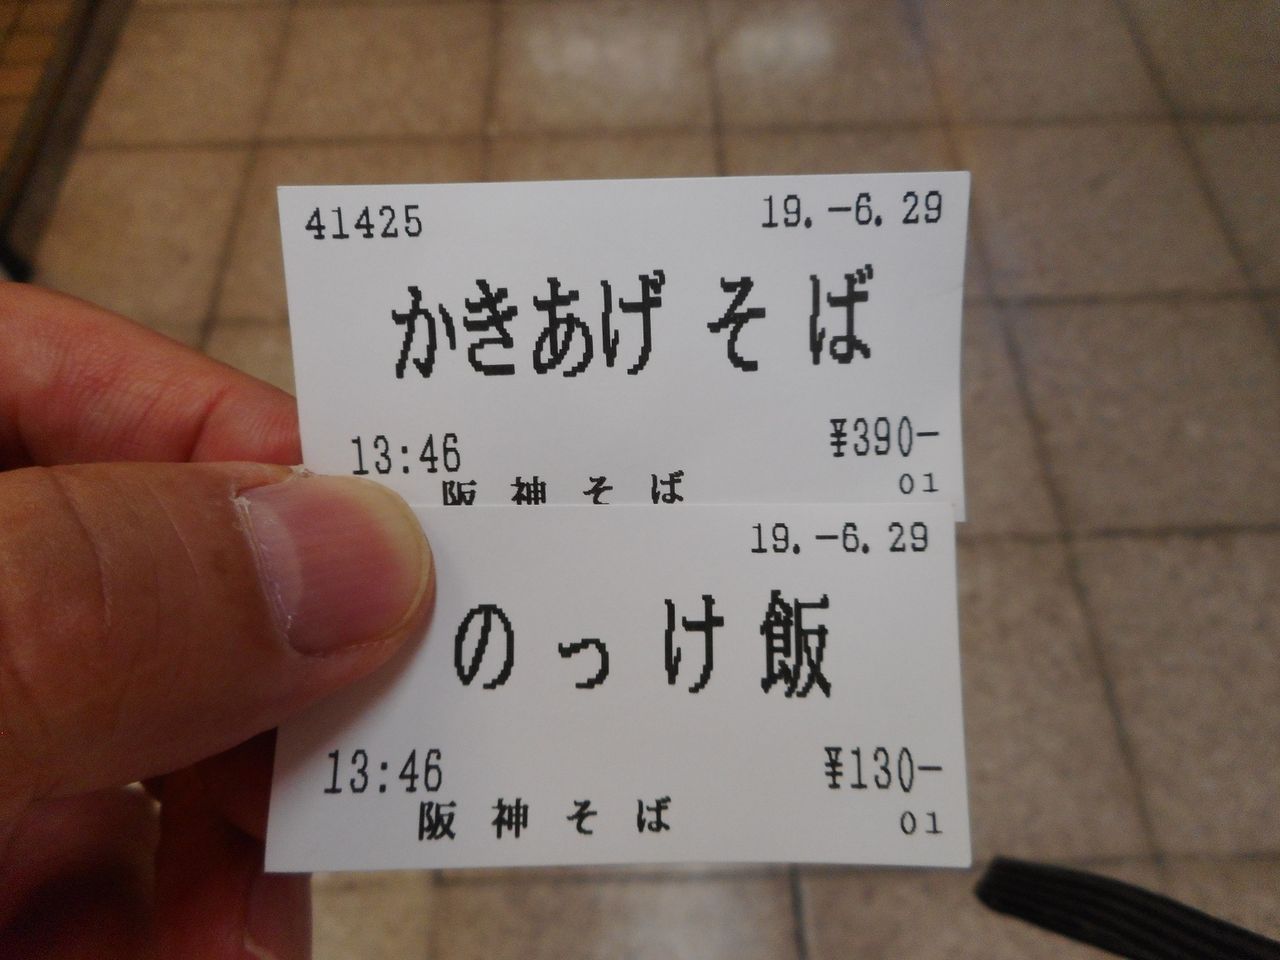 41425 19.-6.29
かきあげ そ ば
13:46 ¥390-
阪神そば 01
19.-6.29
のっけ飯
13:46 ¥130-
阪神そば 01